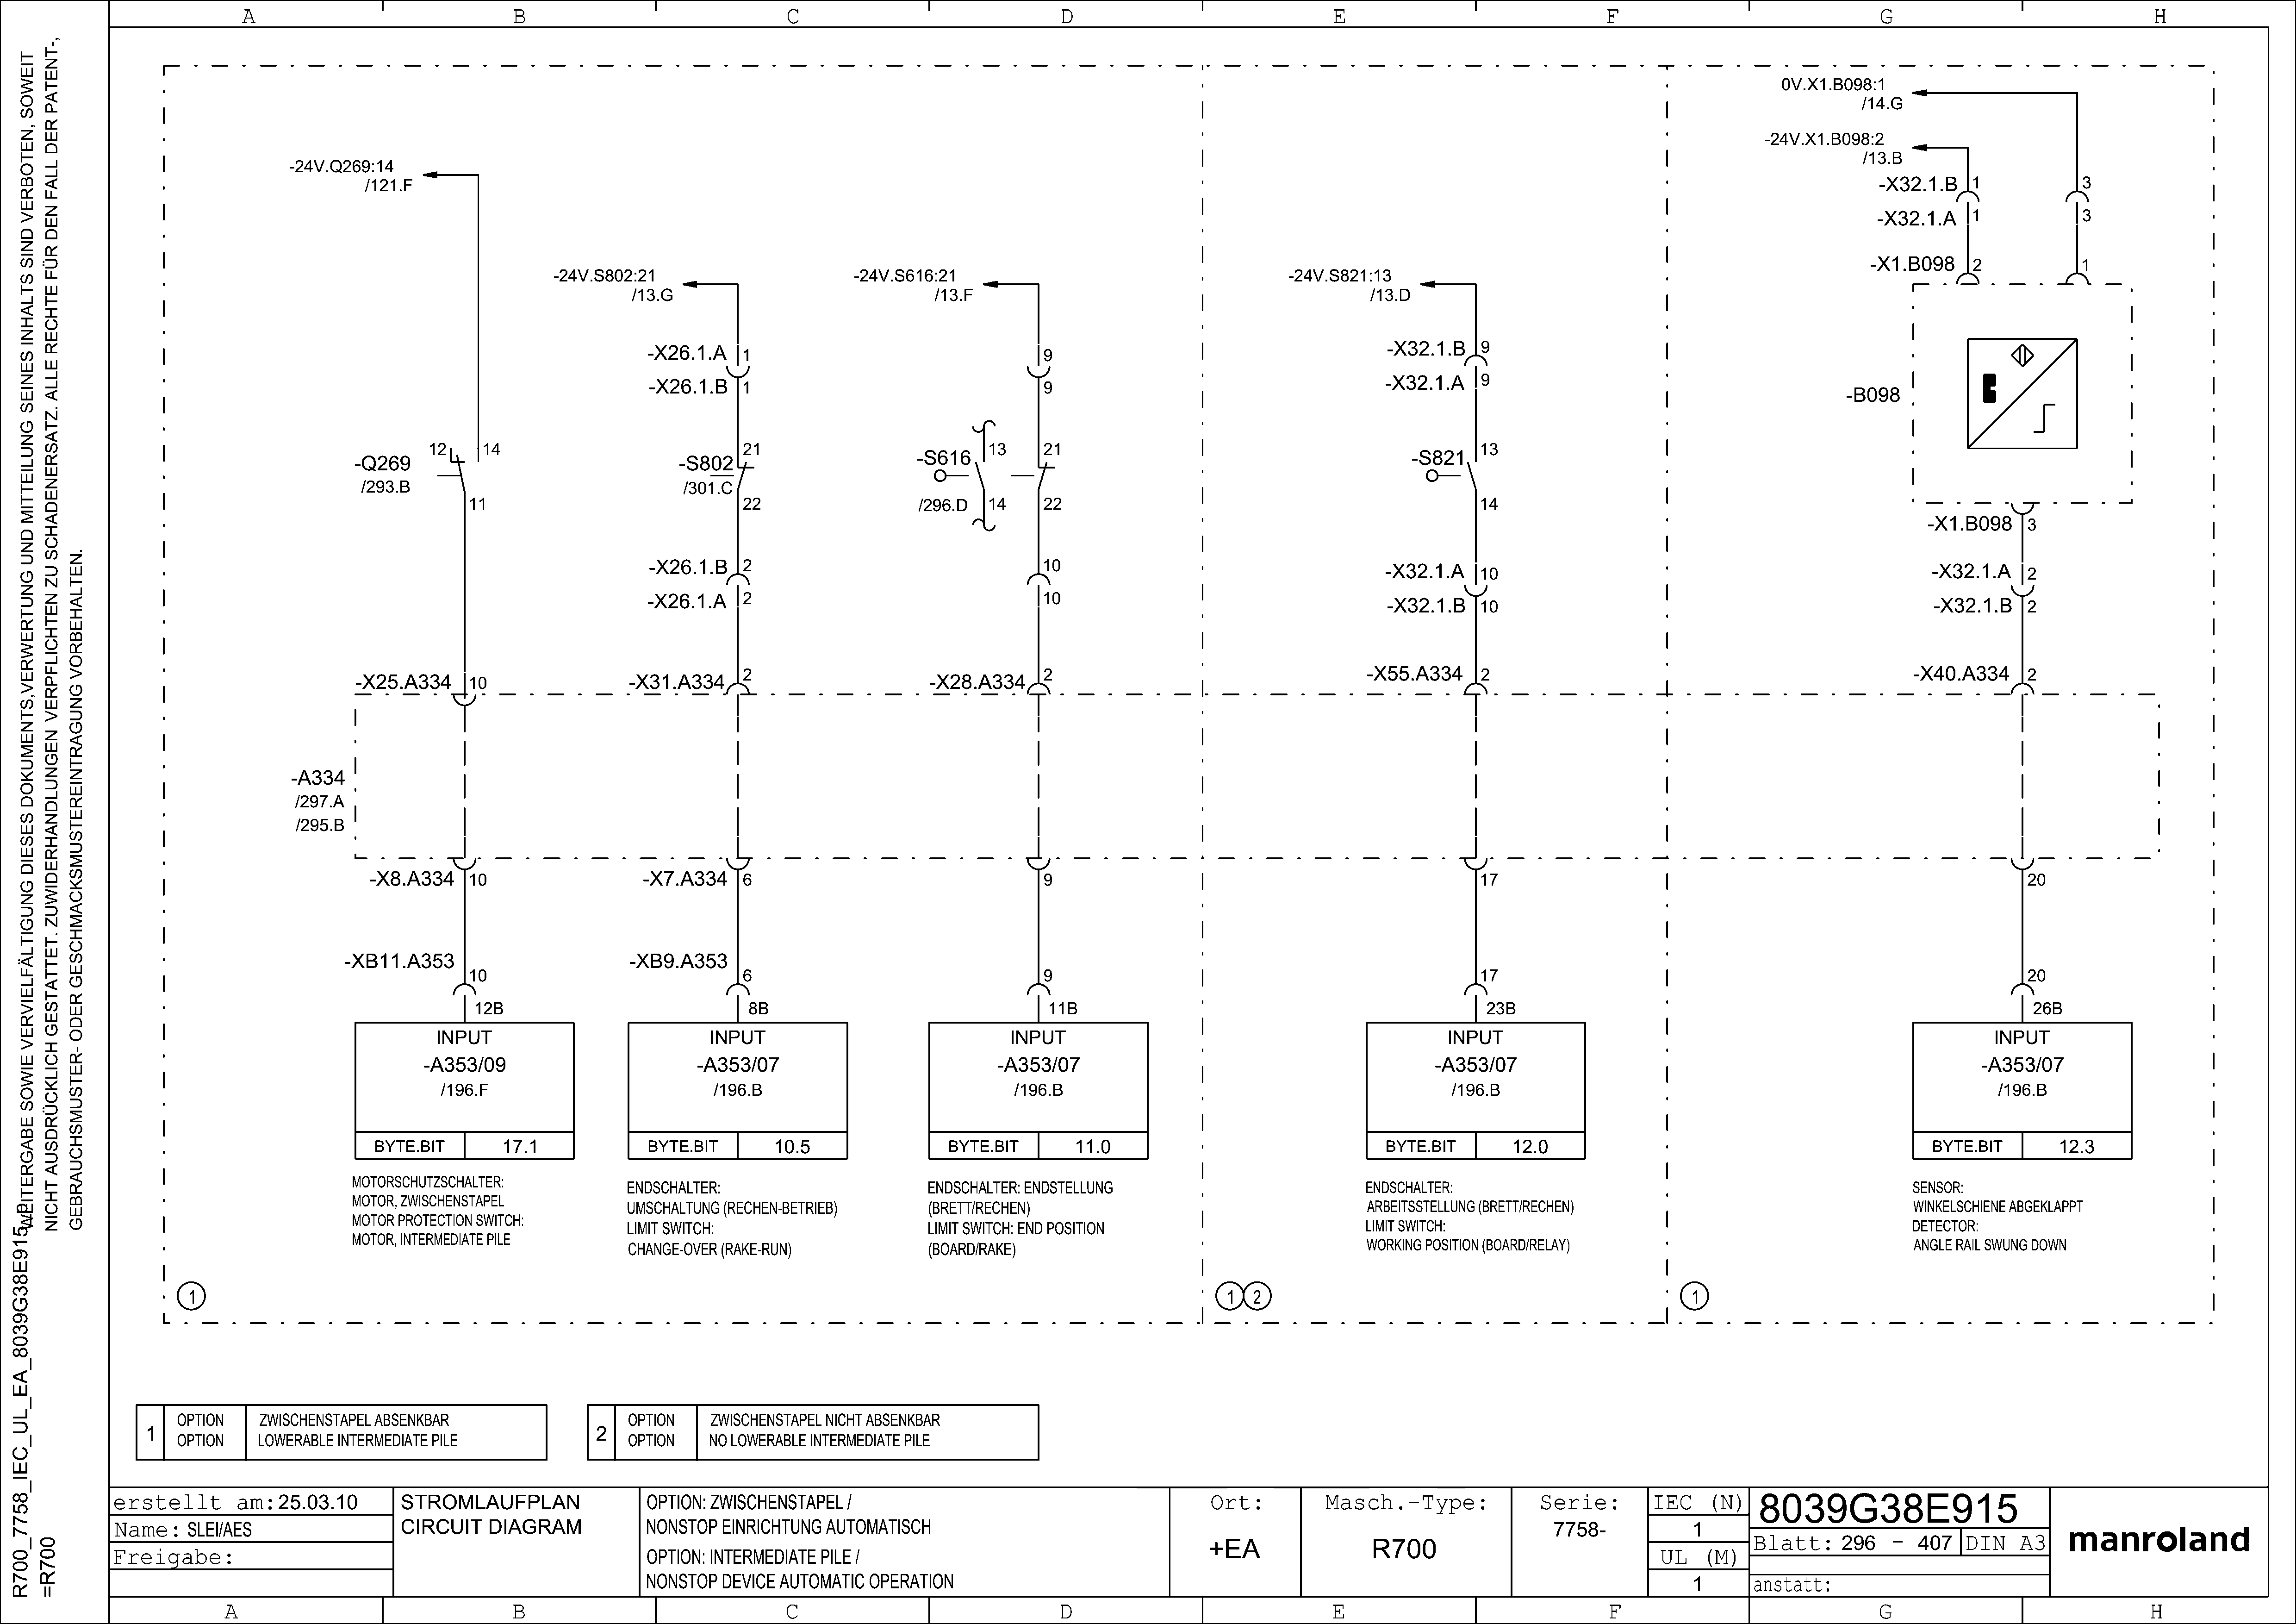 A B C D E F G H
WEITERGABE SOWIE VERVIELFÄLTIGUNG DIESES DOKUMENTS,VERWERTUNG UND MITTEILUNG SEINES INHALTS SIND VERBOTEN, SOWEIT
NICHT AUSDRÜCKLICH GESTATTET. ZUWIDERHANDLUNGEN VERPFLICHTEN ZU SCHADENERSATZ. ALLE RECHTE FÜR DEN FALL DER PATENT-,
GEBRAUCHSMUSTER- ODER GESCHMACKSMUSTEREINTRAGUNG VORBEHALTEN.
=R700
-24V.Q269:14
/121.F
12 14
-Q269
/293.B
11
-X25.A334 10
-A334
/297.A
/295.B
-X8.A334 10
-XB11.A353
10
12B
INPUT
-A353/09
/196.F
BYTE.BIT 17.1
MOTORSCHUTZSCHALTER:
MOTOR, ZWISCHENSTAPEL
MOTOR PROTECTION SWITCH:
MOTOR, INTERMEDIATE PILE
-24V.S802:21
/13.G
-X26.1.A 1
-X26.1.B 1
21
-S802
/301.C
22
-X26.1.B 2
-X26.1.A 2
-X31.A334 2
-X7.A334 6
-XB9.A353
6
8B
INPUT
-A353/07
/196.B
BYTE.BIT 10.5
ENDSCHALTER:
UMSCHALTUNG (RECHEN-BETRIEB)
LIMIT SWITCH:
CHANGE-OVER (RAKE-RUN)
-24V.S616:21
/13.F
9
9
13 21
-S616
/296.D 14 22
10
10
-X28.A334 2
9
9
11B
INPUT
-A353/07
/196.B
BYTE.BIT 11.0
ENDSCHALTER: ENDSTELLUNG
(BRETT/RECHEN)
LIMIT SWITCH: END POSITION
(BOARD/RAKE)
-24V.S821:13
/13.D
-X32.1.B 9
-X32.1.A 9
13
-S821
14
-X32.1.A 10
-X32.1.B 10
-X55.A334 2
17
17
23B
INPUT
-A353/07
/196.B
BYTE.BIT 12.0
ENDSCHALTER:
ARBEITSSTELLUNG (BRETT/RECHEN)
LIMIT SWITCH:
WORKING POSITION (BOARD/RELAY)
0V.X1.B098:1
/14.G
-24V.X1.B098:2
/13.B
-X32.1.B 1 3
-X32.1.A 1 3
-X1.B098 2 1
-B098
-X1.B098 3
-X32.1.A 2
-X32.1.B 2
-X40.A334 2
20
20
26B
INPUT
-A353/07
/196.B
BYTE.BIT 12.3
SENSOR:
WINKELSCHIENE ABGEKLAPPT
DETECTOR:
ANGLE RAIL SWUNG DOWN
1
1 2
1
1 OPTION ZWISCHENSTAPEL ABSENKBAR
OPTION LOWERABLE INTERMEDIATE PILE
2 OPTION ZWISCHENSTAPEL NICHT ABSENKBAR
OPTION NO LOWERABLE INTERMEDIATE PILE
erstellt am: 25.03.10
Name: SLEI/AES
Freigabe:
STROMLAUFPLAN
CIRCUIT DIAGRAM
OPTION: ZWISCHENSTAPEL /
NONSTOP EINRICHTUNG AUTOMATISCH
OPTION: INTERMEDIATE PILE /
NONSTOP DEVICE AUTOMATIC OPERATION
Ort:
+EA
Masch.-Type:
R700
Serie:
7758-
IEC (N)
1
UL (M)
1
8039G38E915
Blatt: 296 - 407 DIN A3
anstatt:
manroland
A B C D E F G H